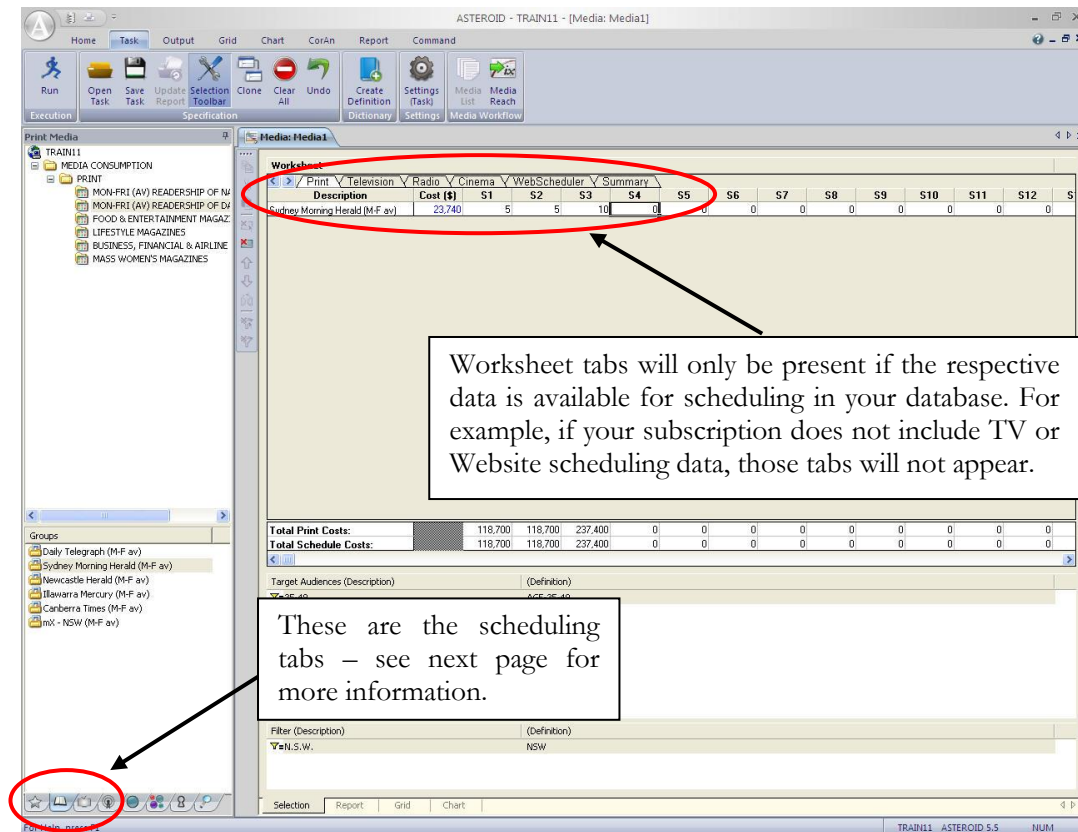 ASTEROID - TRAIN11 - [Media: Media1]
Home Task Output Grid Chart CorAn Report Command
Run Open Task Save Task Update Report Selection Toolbar Clone Clear All Undo Create Definition Settings (Task) Media List Media Reach
Execution Specification Dictionary Settings Media Workflow
Print Media
TRAIN11
MEDIA CONSUMPTION
PRINT
MON-FRI (AV) READERSHIP OF NA
MON-FRI (AV) READERSHIP OF DA
FOOD & ENTERTAINMENT MAGAZ
LIFESTYLE MAGAZINES
BUSINESS, FINANCIAL & AIRLINE
MASS WOMEN'S MAGAZINES
Groups
Daily Telegraph (M-F av)
Sydney Morning Herald (M-F av)
Newcastle Herald (M-F av)
Illawarra Mercury (M-F av)
Canberra Times (M-F av)
mX - NSW (M-F av)
Media: Media1
Worksheet
Print Television Radio Cinema WebScheduler Summary
Description Cost ($) S1 S2 S3 S4 S5 S6 S7 S8 S9 S10 S11 S12 S
Sydney Morning Herald (M-F av) 23,740 5 5 10 0 0 0 0 0 0 0 0 0
Worksheet tabs will only be present if the respective
data is available for scheduling in your database. For
example, if your subscription does not include TV or
Website scheduling data, those tabs will not appear.
Total Print Costs: 118,700 118,700 237,400 0 0 0 0 0 0 0 0 0
Total Schedule Costs: 118,700 118,700 237,400 0 0 0 0 0 0 0 0 0
Target Audiences (Description) (Definition)
These are the scheduling
tabs – see next page for
more information.
Filter (Description) (Definition)
=N.S.W. NSW
Selection Report Grid Chart
TRAIN11 ASTEROID 5.5 NUM